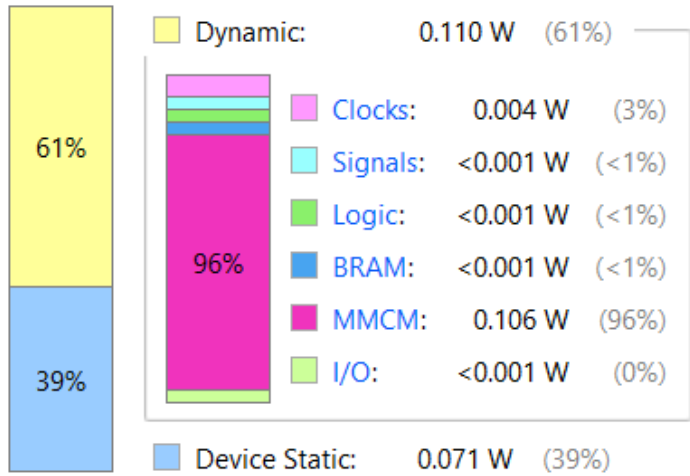 Dynamic: 0.110 W (61%)
61%
Clocks: 0.004 W (3%)
Signals: <0.001 W (<1%)
Logic: <0.001 W (<1%)
BRAM: <0.001 W (<1%)
96%
MMCM: 0.106 W (96%)
I/O: <0.001 W (0%)
39%
Device Static: 0.071 W (39%)